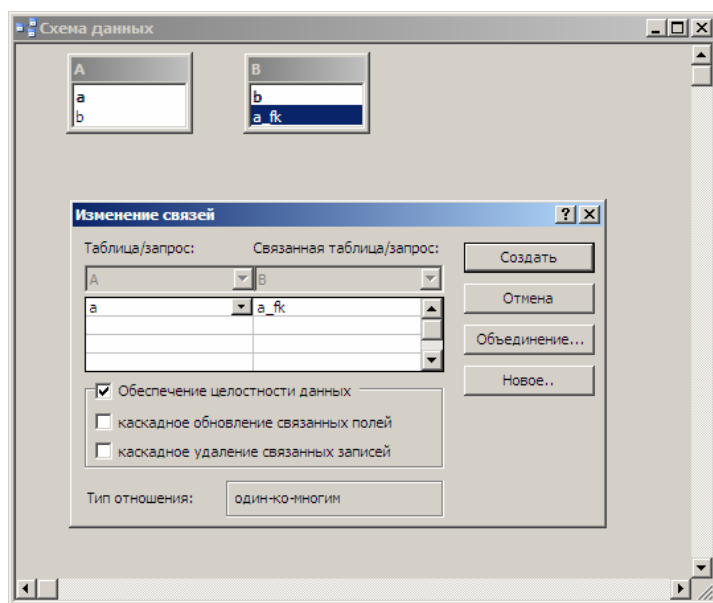 Схема данных
A B
a b
b a_fk
Изменение связей
Таблица/запрос: Связанная таблица/запрос:
Создать
A B
Отмена
a a_fk
Объединение...
Новое..
Обеспечение целостности данных
каскадное обновление связанных полей
каскадное удаление связанных записей
Тип отношения: один-ко-многим